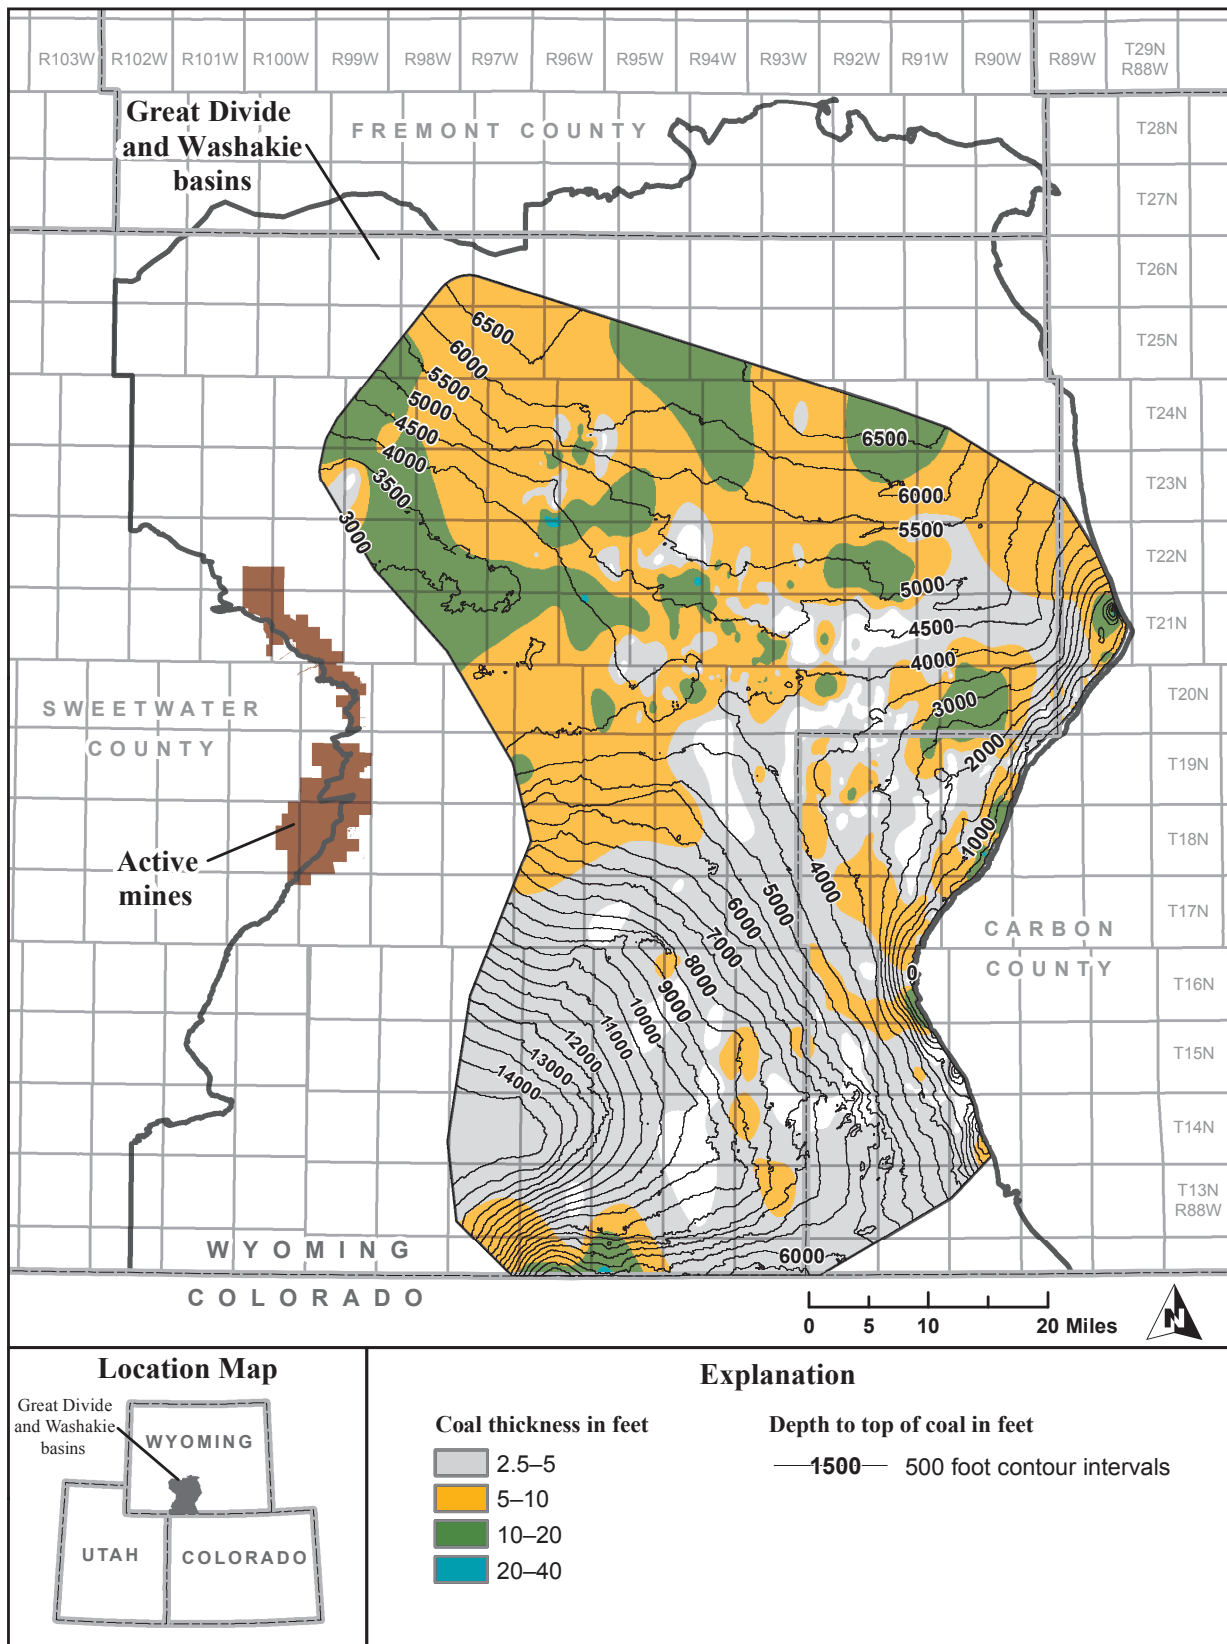 R103W R102W R101W R100W R99W R98W R97W R96W R95W R94W R93W R92W R91W R90W R89W T29N
R88W
Great Divide
and Washakie
basins
FREMONT COUNTY
T28N
T27N
T26N
T25N
T24N
T23N
T22N
T21N
T20N
T19N
T18N
T17N
T16N
T15N
T14N
T13N
R88W
6500
6000
5500
5000
4500
4000
3500
3000
6500
6000
5500
5000
4500
4000
3000
2000
1000
0
4000
5000
6000
7000
8000
9000
10000
11000
12000
13000
14000
6000
SWEETWATER
COUNTY
Active
mines
CARBON
COUNTY
WYOMING
COLORADO
0 5 10 20 Miles
N
Location Map
Great Divide
and Washakie
basins
WYOMING
UTAH
COLORADO
Explanation
Coal thickness in feet
2.5–5
5–10
10–20
20–40
Depth to top of coal in feet
1500 500 foot contour intervals